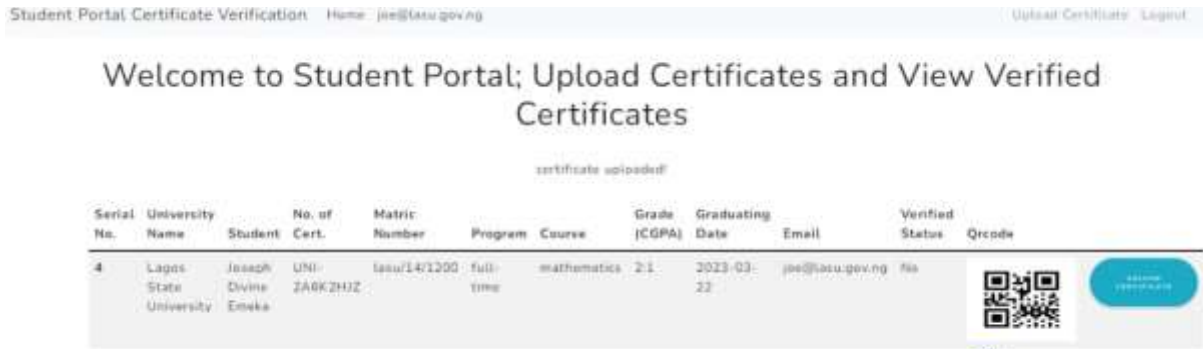 Student Portal Certificate Verification Home joe@lasu.gov.ng Upload Certificate Logout
Welcome to Student Portal; Upload Certificates and View Verified
Certificates
certificate uploaded!
Serial University No. of Matric Grade Graduating Verified
No. Name Student Cert. Number Program Course (CGPA) Date Email Status Qrcode
4 Lagos Joseph UNI- lasu/14/1200 full- mathematics 2:1 2023-03- joe@lasu.gov.ng No
State Divine 2A6K2HJZ time 22
University Emeka
CERTIFICATE